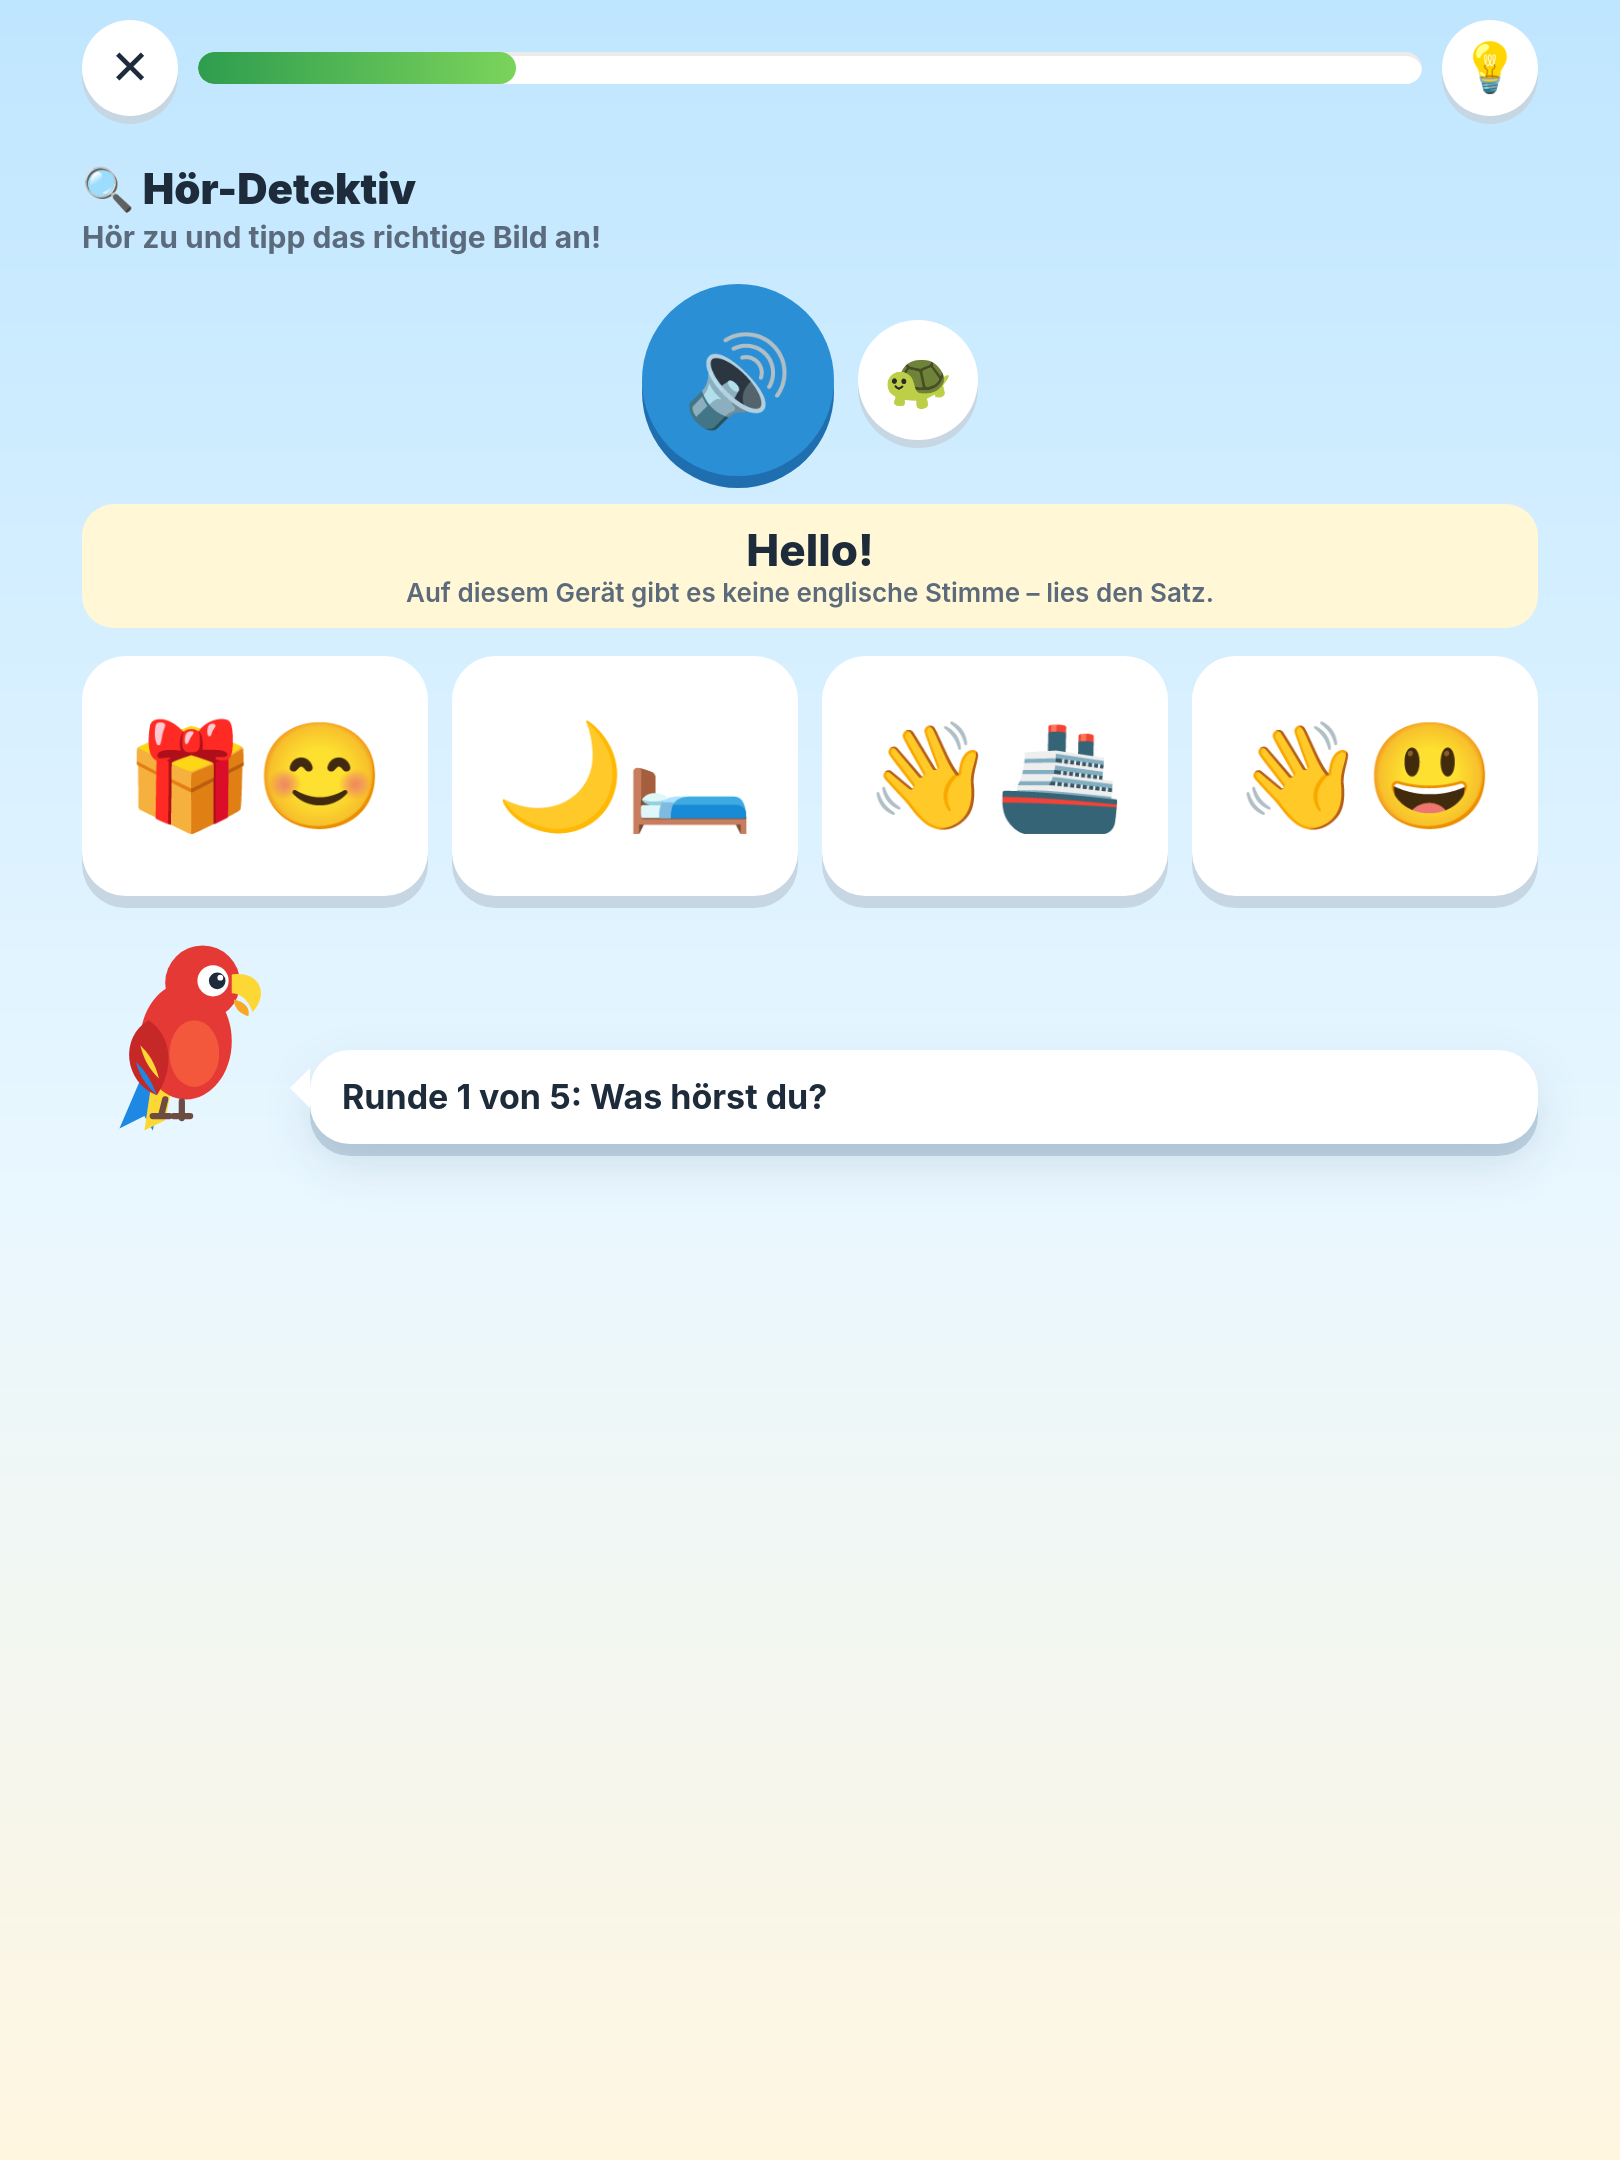 Hör-Detektiv
Hör zu und tipp das richtige Bild an!
Hello!
Auf diesem Gerät gibt es keine englische Stimme – lies den Satz.
Runde 1 von 5: Was hörst du?